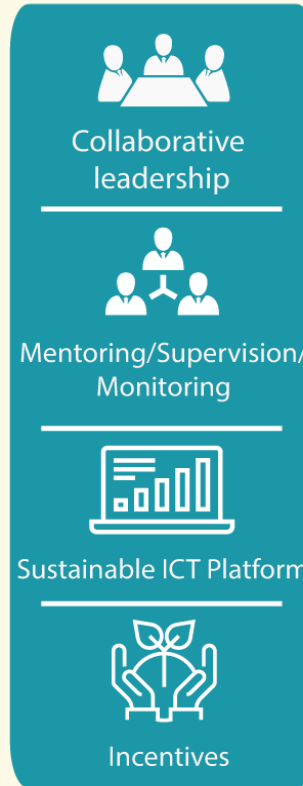 Collaborative
leadership
Mentoring/Supervision/
Monitoring
Sustainable ICT Platform
Incentives